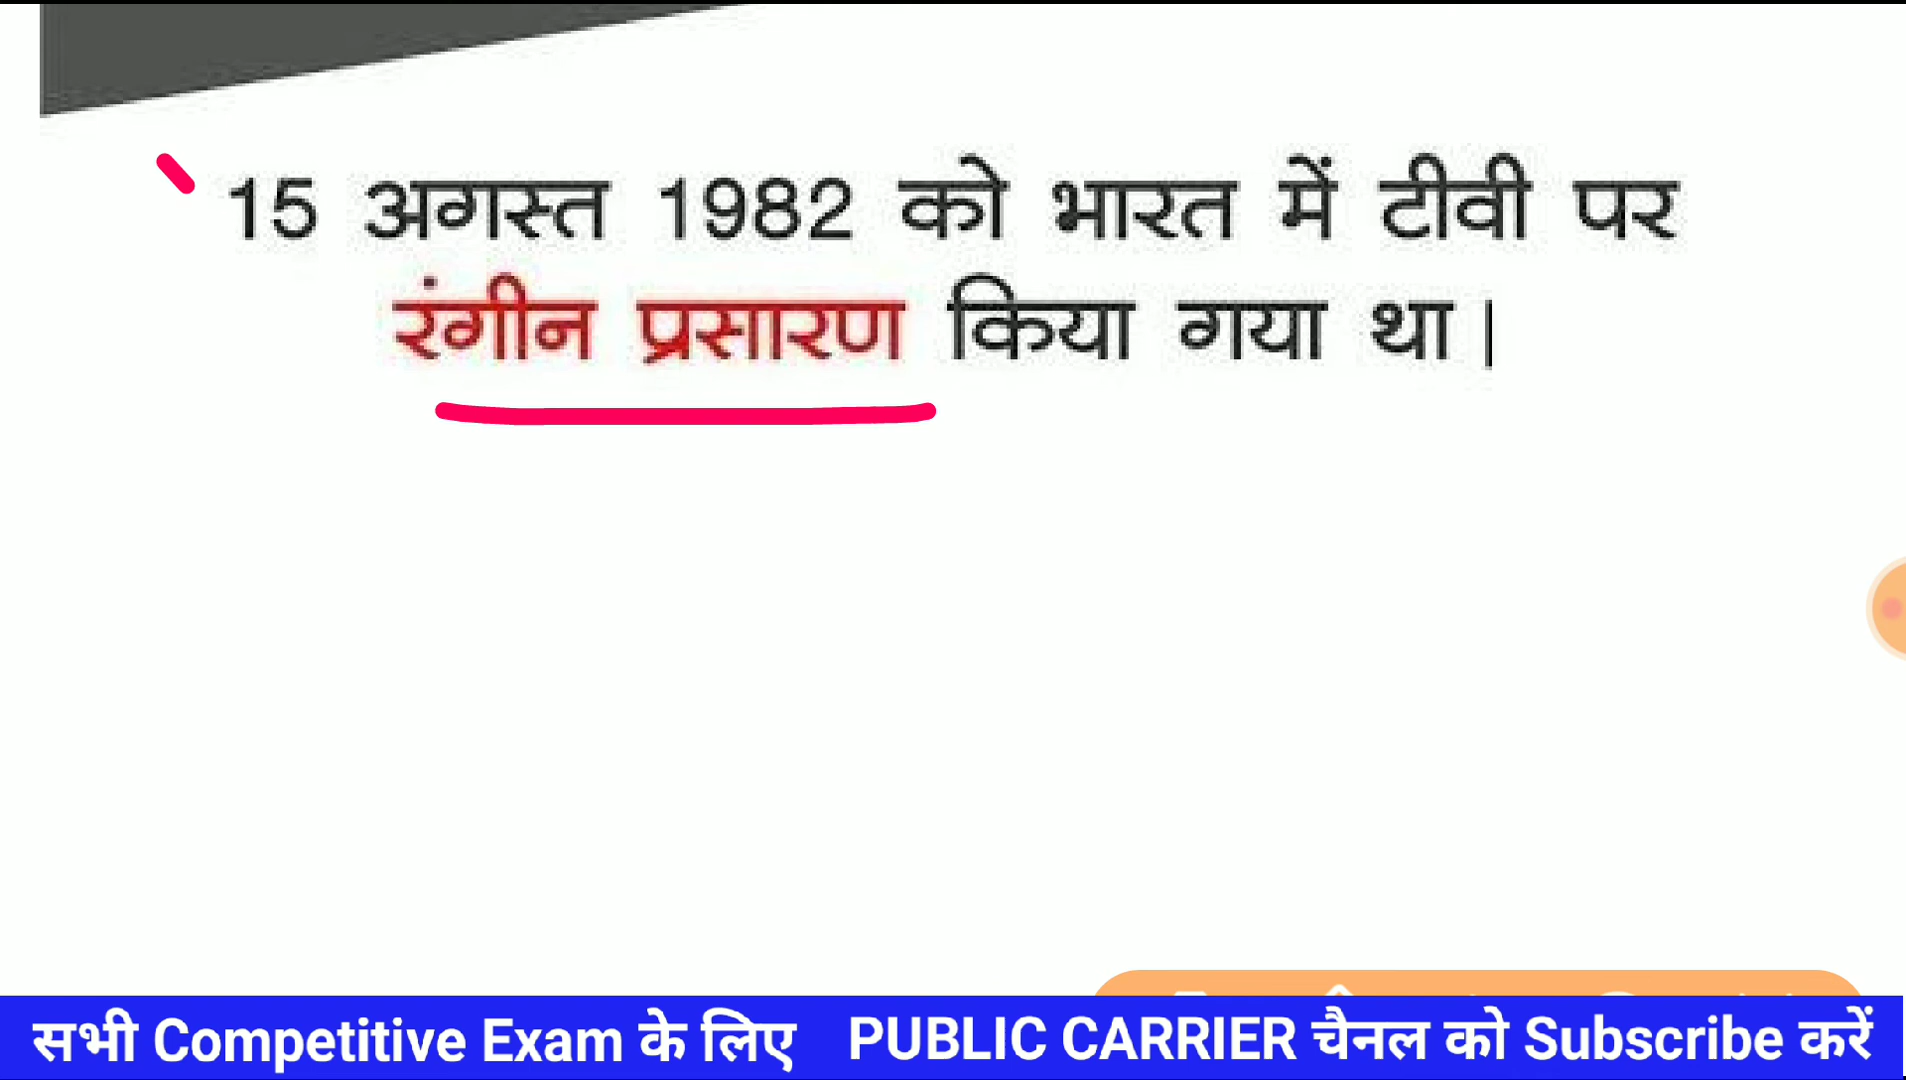 15 अगस्त 1982 को भारत में टीवी पर
रंगीन प्रसारण किया गया था।
सभी Competitive Exam के लिए PUBLIC CARRIER चैनल को Subscribe करें